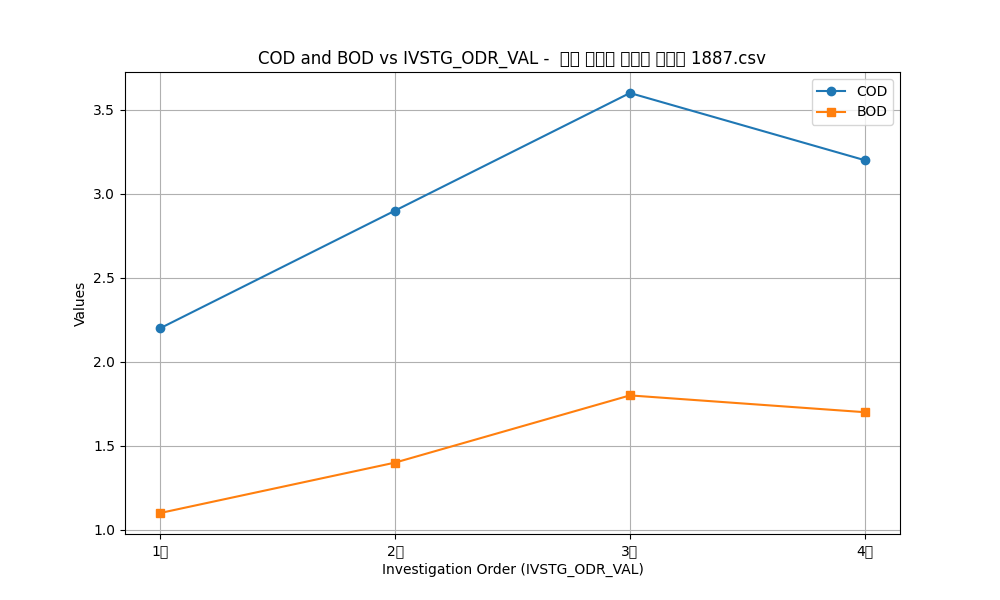 COD and BOD vs IVSTG_ODR_VAL - 1887.csv
COD
BOD
3.5
3.0
2.5
2.0
1.5
1.0
Values
1
2
3
4
Investigation Order (IVSTG_ODR_VAL)